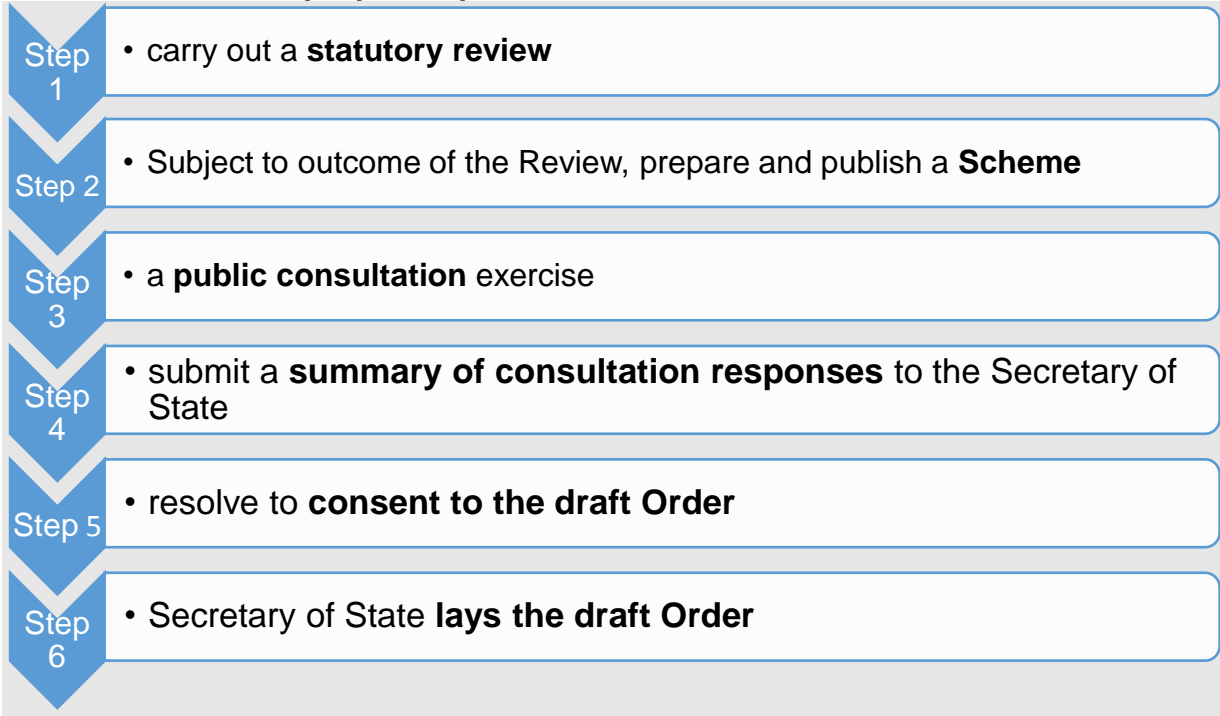 Step
1
• carry out a statutory review
Step 2
• Subject to outcome of the Review, prepare and publish a Scheme
Step
3
• a public consultation exercise
Step
4
• submit a summary of consultation responses to the Secretary of
State
Step 5
• resolve to consent to the draft Order
Step
6
• Secretary of State lays the draft Order